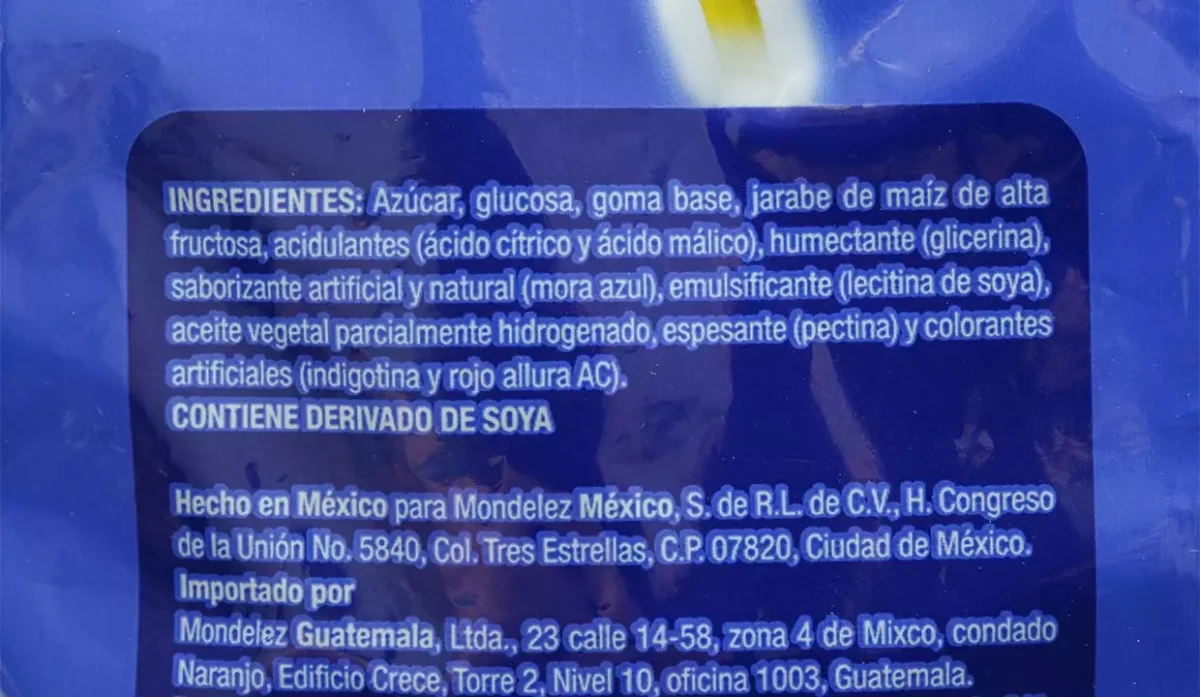 INGREDIENTES: Azúcar, glucosa, goma base, jarabe de maíz de alta
fructosa, acidulantes (ácido cítrico y ácido málico), humectante (glicerina),
saborizante artificial y natural (mora azul), emulsificante (lecitina de soya),
aceite vegetal parcialmente hidrogenado, espesante (pectina) y colorantes
artificiales (indigotina y rojo allura AC).
CONTIENE DERIVADO DE SOYA
Hecho en México para Mondelez México, S. de R.L. de C.V., H. Congreso
de la Unión No. 5840, Col. Tres Estrellas, C.P. 07820, Ciudad de México.
Importado por
Mondelez Guatemala, Ltda., 23 calle 14-58, zona 4 de Mixco, condado
Naranjo, Edificio Crece, Torre 2, Nivel 10, oficina 1003, Guatemala.